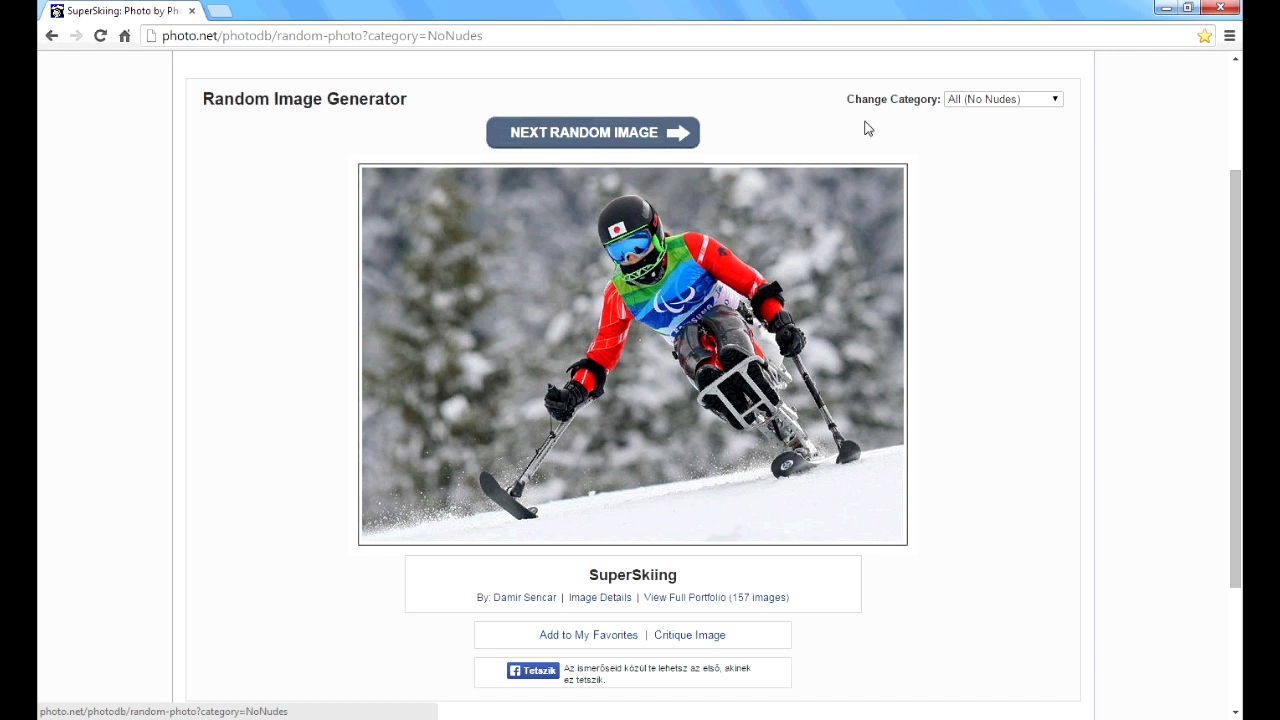 SuperSkiing: Photo by Ph
photo.net/photodb/random-photo?category=NoNudes
Random Image Generator
Change Category: All (No Nudes)
NEXT RANDOM IMAGE
SAMSUNG
SuperSkiing
By: Damir Sencar | Image Details | View Full Portfolio (157 images)
Add to My Favorites | Critique Image
Tetszik Az ismerőseid közül te lehetsz az első, akinek
ez tetszik.
photo.net/photodb/random-photo?category=NoNudes